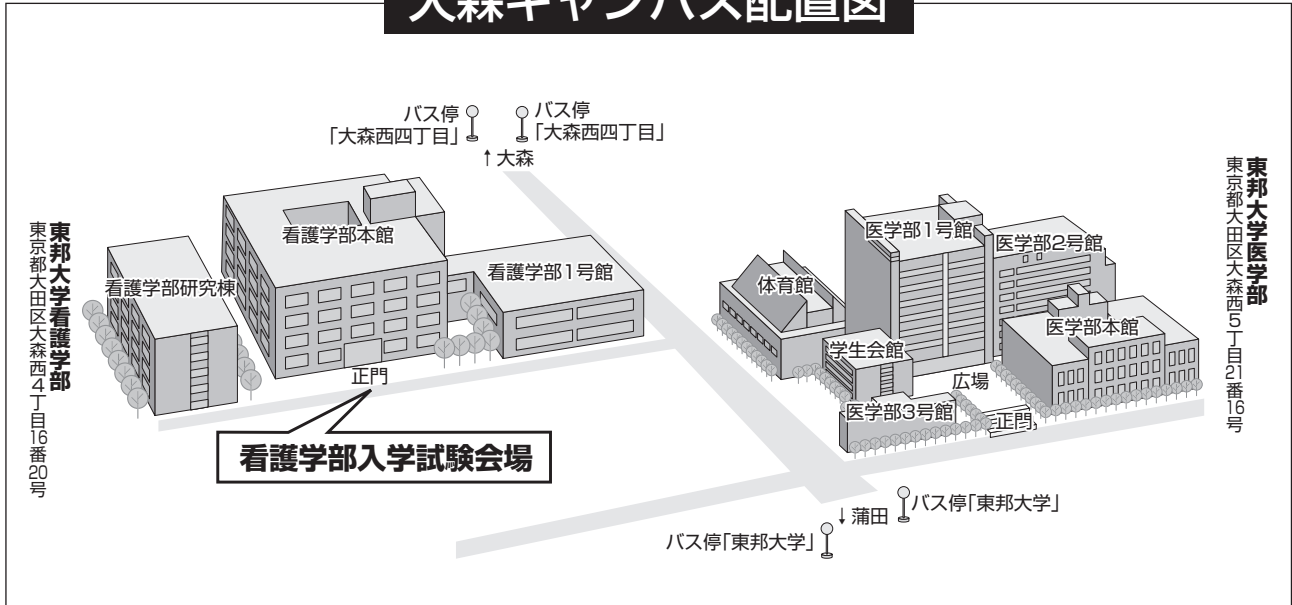 大森キャンパス配置図
バス停
「大森西四丁目」
バス停
「大森西四丁目」
↑大森
東邦大学看護学部
東京都大田区大森西4丁目16番20号
看護学部研究棟
看護学部本館
看護学部1号館
正門
看護学部入学試験会場
体育館
医学部1号館
医学部2号館
医学部本館
学生会館
広場
医学部3号館
正門
東邦大学医学部
東京都大田区大森西5丁目21番16号
↓蒲田
バス停「東邦大学」
バス停「東邦大学」